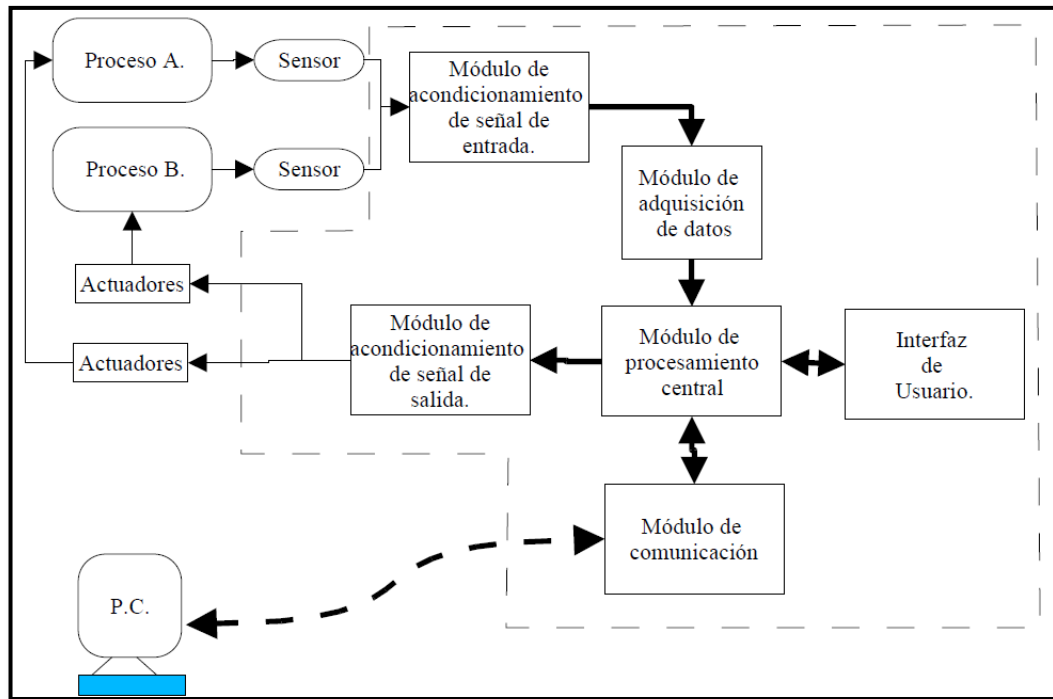 Proceso A.
Sensor
Módulo de
acondicionamiento
de señal de
entrada.
Proceso B.
Sensor
Módulo de
adquisición
de datos
Actuadores
Actuadores
Módulo de
acondicionamiento
de señal de
salida.
Módulo de
procesamiento
central
Interfaz
de
Usuario.
Módulo de
comunicación
P.C.